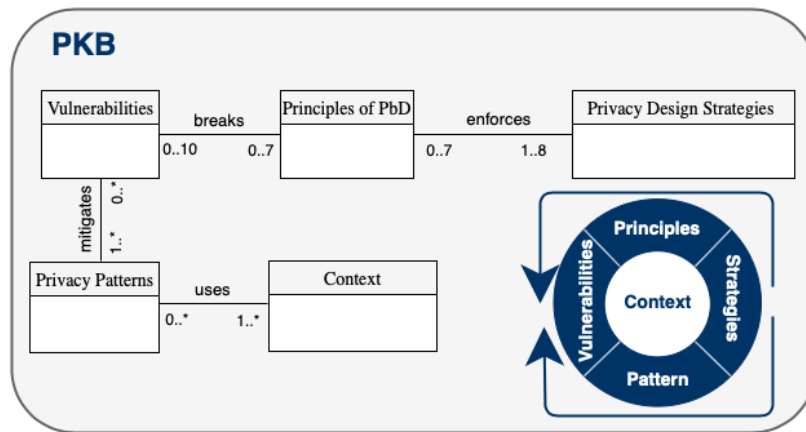 PKB
Vulnerabilities
breaks
Principles of PbD
enforces
Privacy Design Strategies
0..10
0..7
0..7
1..8
mitigates
0..*
1..*
Privacy Patterns
uses
Context
0..*
1..*
Principles
Vulnerabilities
Context
Strategies
Pattern